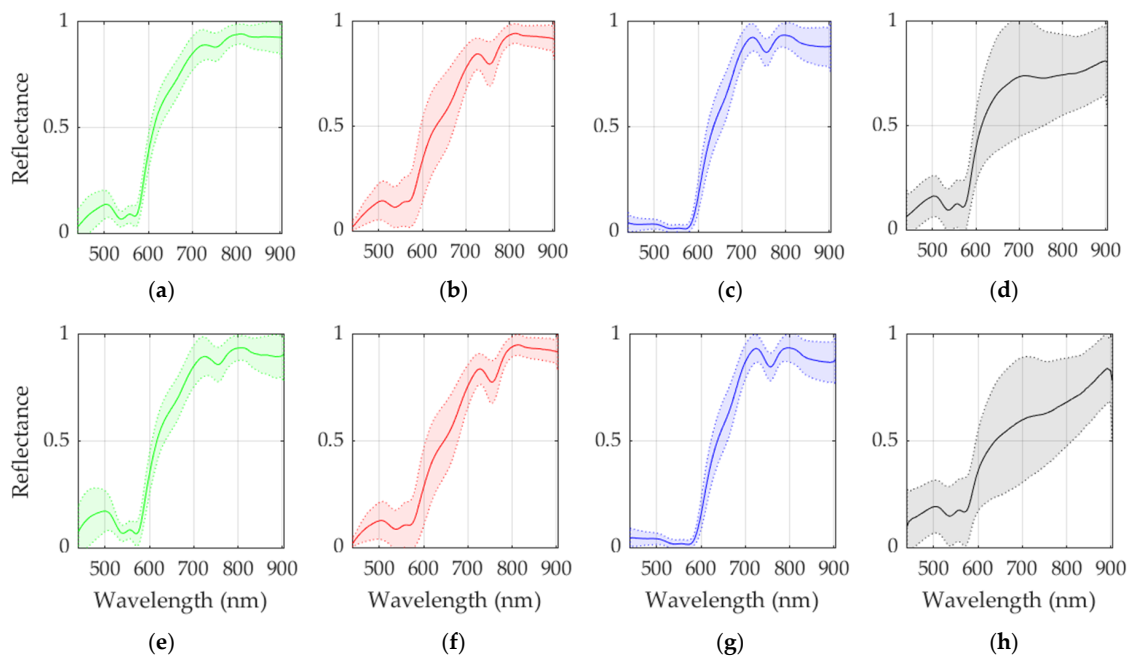 1 1 1 1
Reflectance 0.5 0.5 0.5 0.5
0 0 0 0
500 600 700 800 900 500 600 700 800 900 500 600 700 800 900 500 600 700 800 900
(a) (b) (c) (d)
1 1 1 1
Reflectance 0.5 0.5 0.5 0.5
0 0 0 0
500 600 700 800 900 500 600 700 800 900 500 600 700 800 900 500 600 700 800 900
Wavelength (nm) Wavelength (nm) Wavelength (nm) Wavelength (nm)
(e) (f) (g) (h)